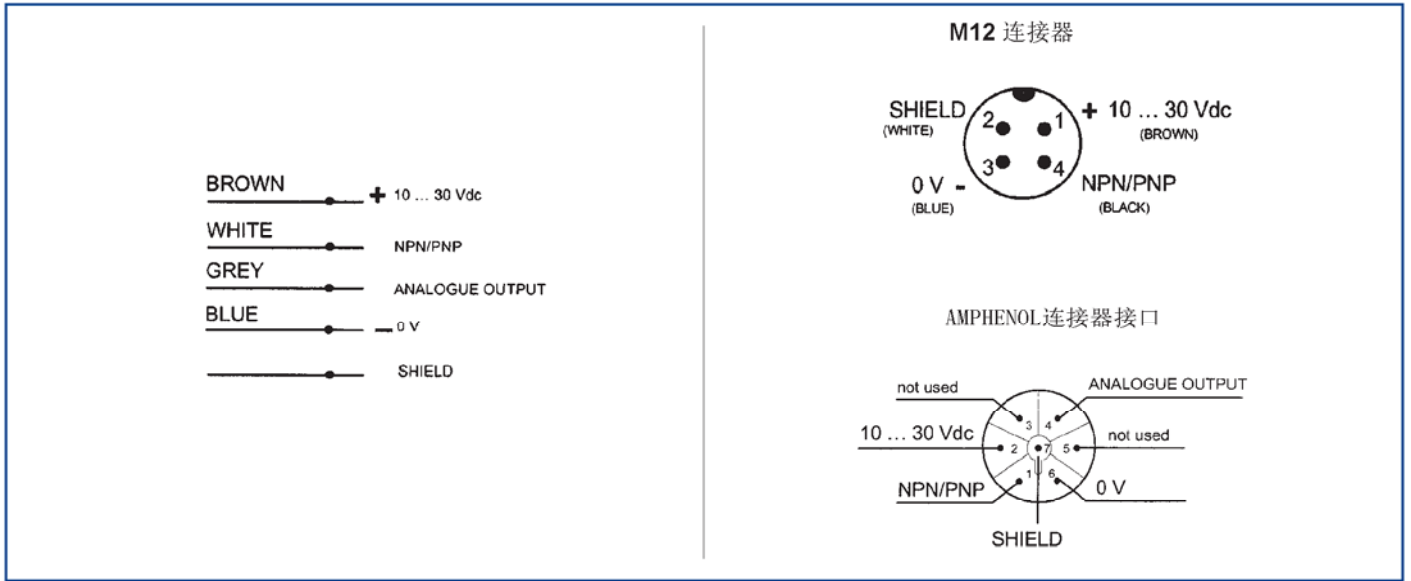 BROWN
+ 10 ... 30 Vdc
WHITE
NPN/PNP
GREY
ANALOGUE OUTPUT
BLUE
- 0 V
SHIELD
M12 连接器
SHIELD
(WHITE)
2
1
+ 10 ... 30 Vdc
(BROWN)
3
4
0 V -
(BLUE)
NPN/PNP
(BLACK)
AMPHENOL连接器接口
not used
ANALOGUE OUTPUT
3
4
10 ... 30 Vdc
2
7
5
not used
NPN/PNP
1
6
0 V
SHIELD